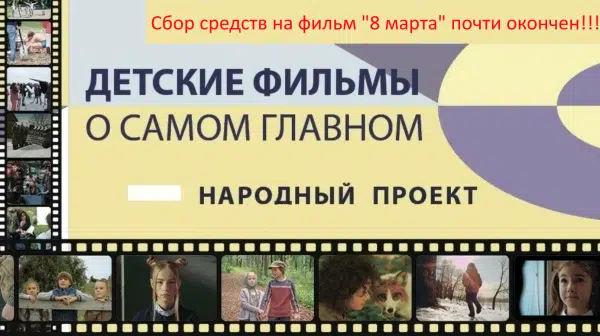 Сбор средств на фильм "8 марта" почти окончен!!!
ДЕТСКИЕ ФИЛЬМЫ
О САМОМ ГЛАВНОМ
НАРОДНЫЙ ПРОЕКТ